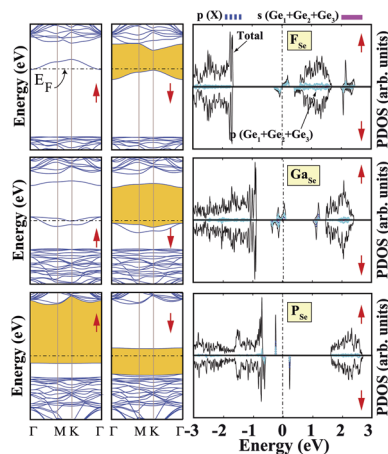 p (X) s (Ge1+Ge2+Ge3)
Energy (eV)
EF
Total
FSe
p (Ge1+Ge2+Ge3)
PDOS (arb. units)
Energy (eV)
GaSe
PDOS (arb. units)
Energy (eV)
PSe
PDOS (arb. units)
Γ M K Γ Γ M K Γ -3 -2 -1 0 1 2 3
Energy (eV)